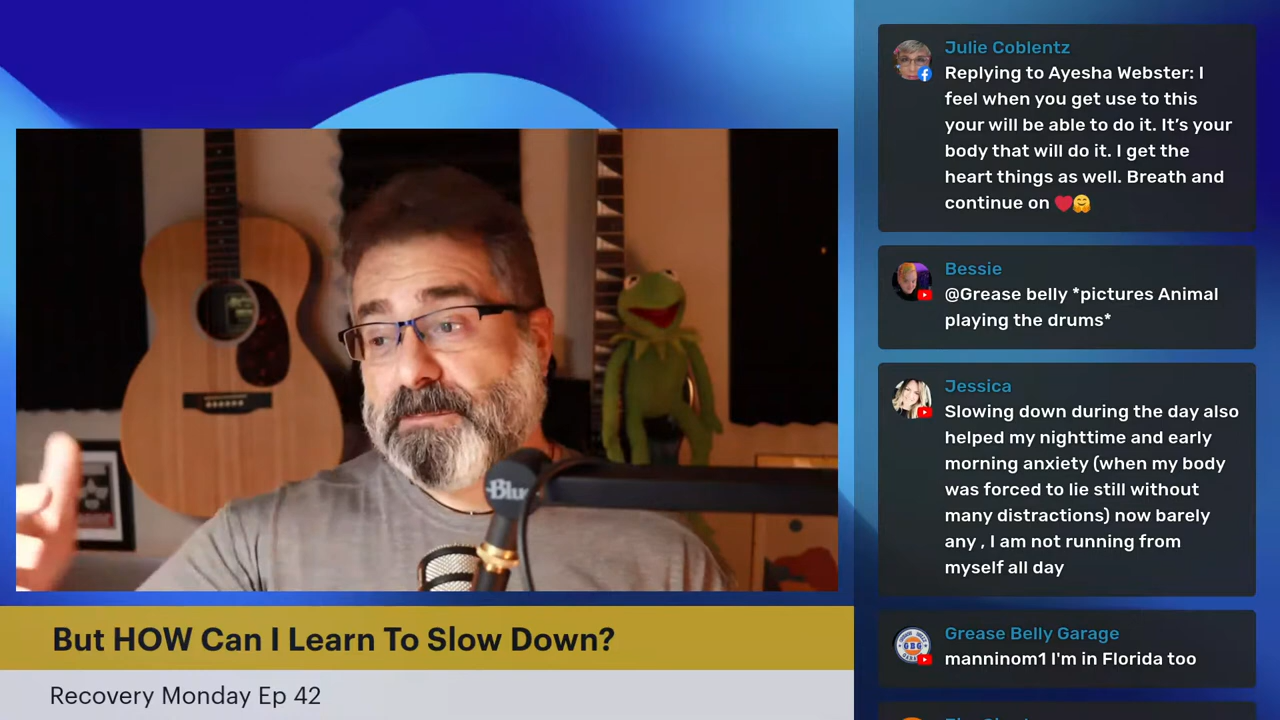 Blue
But HOW Can I Learn To Slow Down?
Recovery Monday Ep 42
Julie Coblentz
Replying to Ayesha Webster: I
feel when you get use to this
your will be able to do it. It’s your
body that will do it. I get the
heart things as well. Breath and
continue on ❤️🤗
Bessie
@Grease belly *pictures Animal
playing the drums*
Jessica
Slowing down during the day also
helped my nighttime and early
morning anxiety (when my body
was forced to lie still without
many distractions) now barely
any , I am not running from
myself all day
Grease Belly Garage
GBG
manninom1 I'm in Florida too